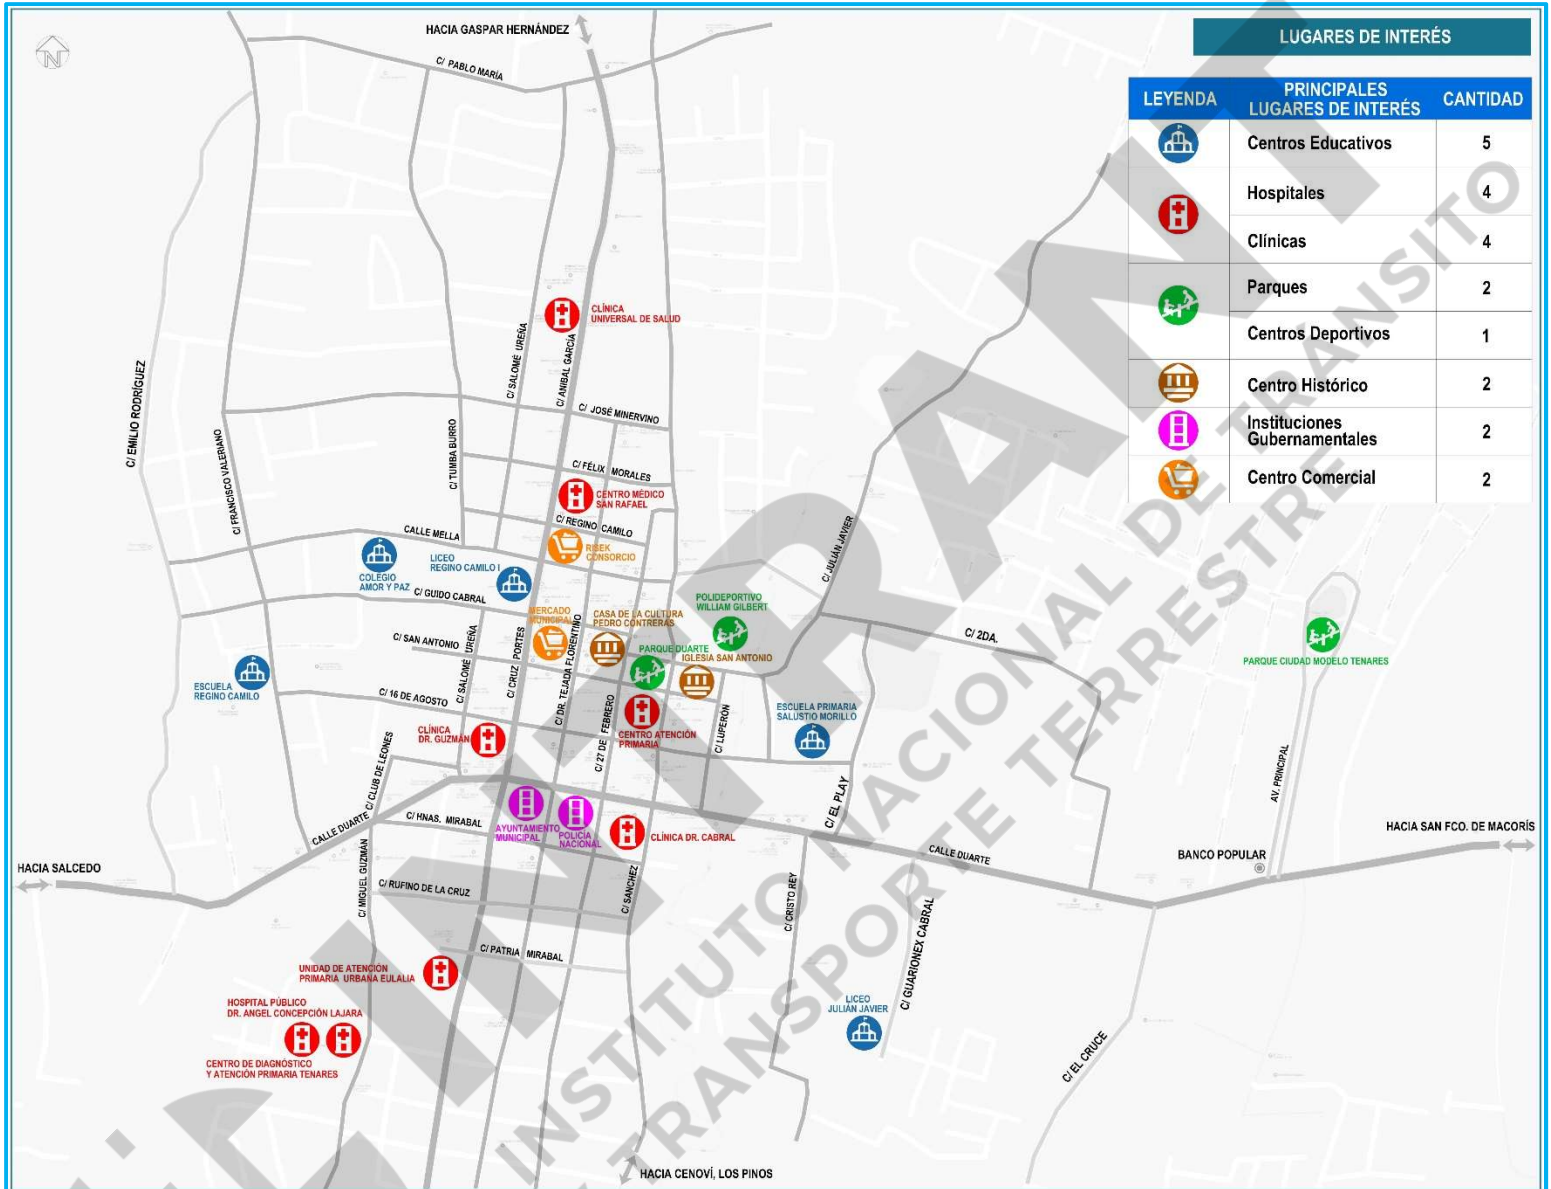 HACIA GASPAR HERNÁNDEZ
N
C/ PABLO MARÍA
LUGARES DE INTERÉS
LEYENDA
PRINCIPALES
LUGARES DE INTERÉS
CANTIDAD
Centros Educativos 5
Hospitales 4
Clínicas 4
Parques 2
Centros Deportivos 1
Centro Histórico 2
Instituciones
Gubernamentales 2
Centro Comercial 2
CLÍNICA
UNIVERSAL DE SALUD
C/ SALOMÉ UREÑA
C/ ANIBAL GARCÍA
C/ EMILIO RODRÍGUEZ
C/ FRANCISCO VALERIANO
C/ TUMBA BURRO
C/ JOSÉ MINERVINO
C/ FÉLIX MORALES
CENTRO MÉDICO
SAN RAFAEL
C/ REGINO CAMILO
CALLE MELLA
RISEK
CONSORCIO
LICEO
REGINO CAMILO I
COLEGIO
AMOR Y PAZ
C/ GUIDO CABRAL
C/ JULIÁN JAVIER
POLIDEPORTIVO
WILLIAM GILBERT
MERCADO
MUNICIPAL
CASA DE LA CULTURA
PEDRO CONTRERAS
C/ SAN ANTONIO
C/ SALOMÉ UREÑA
C/ CRUZ PORTES
C/ DR. TEJADA FLORENTINO
PARQUE DUARTE
IGLESIA SAN ANTONIO
C/ 2DA.
PARQUE CIUDAD MODELO TENARES
ESCUELA
REGINO CAMILO
C/ 16 DE AGOSTO
C/ 27 DE FEBRERO
CLÍNICA
DR. GUZMÁN
CENTRO ATENCIÓN
PRIMARIA
C/ LUPERÓN
ESCUELA PRIMARIA
SALUSTIO MORILLO
C/ CLUB DE LEONES
C/ EL PLAY
AV. PRINCIPAL
CALLE DUARTE
C/ HNAS. MIRABAL
AYUNTAMIENTO
MUNICIPAL
POLICÍA
NACIONAL
CLÍNICA DR. CABRAL
CALLE DUARTE
BANCO POPULAR
HACIA SAN FCO. DE MACORÍS
HACIA SALCEDO
C/ MIGUEL GUZMÁN
C/ RUFINO DE LA CRUZ
C/ SANCHEZ
C/ CRISTO REY
C/ GUARIONEX CABRAL
C/ PATRIA MIRABAL
UNIDAD DE ATENCIÓN
PRIMARIA URBANA EULALIA
HOSPITAL PÚBLICO
DR. ANGEL CONCEPCIÓN LAJARA
CENTRO DE DIAGNÓSTICO
Y ATENCIÓN PRIMARIA TENARES
LICEO
JULIÁN JAVIER
C/ EL CRUCE
HACIA CENOVÍ, LOS PINOS
INTRANT
INSTITUTO NACIONAL DE TRANSITO
TRANSPORTE TERRESTRE